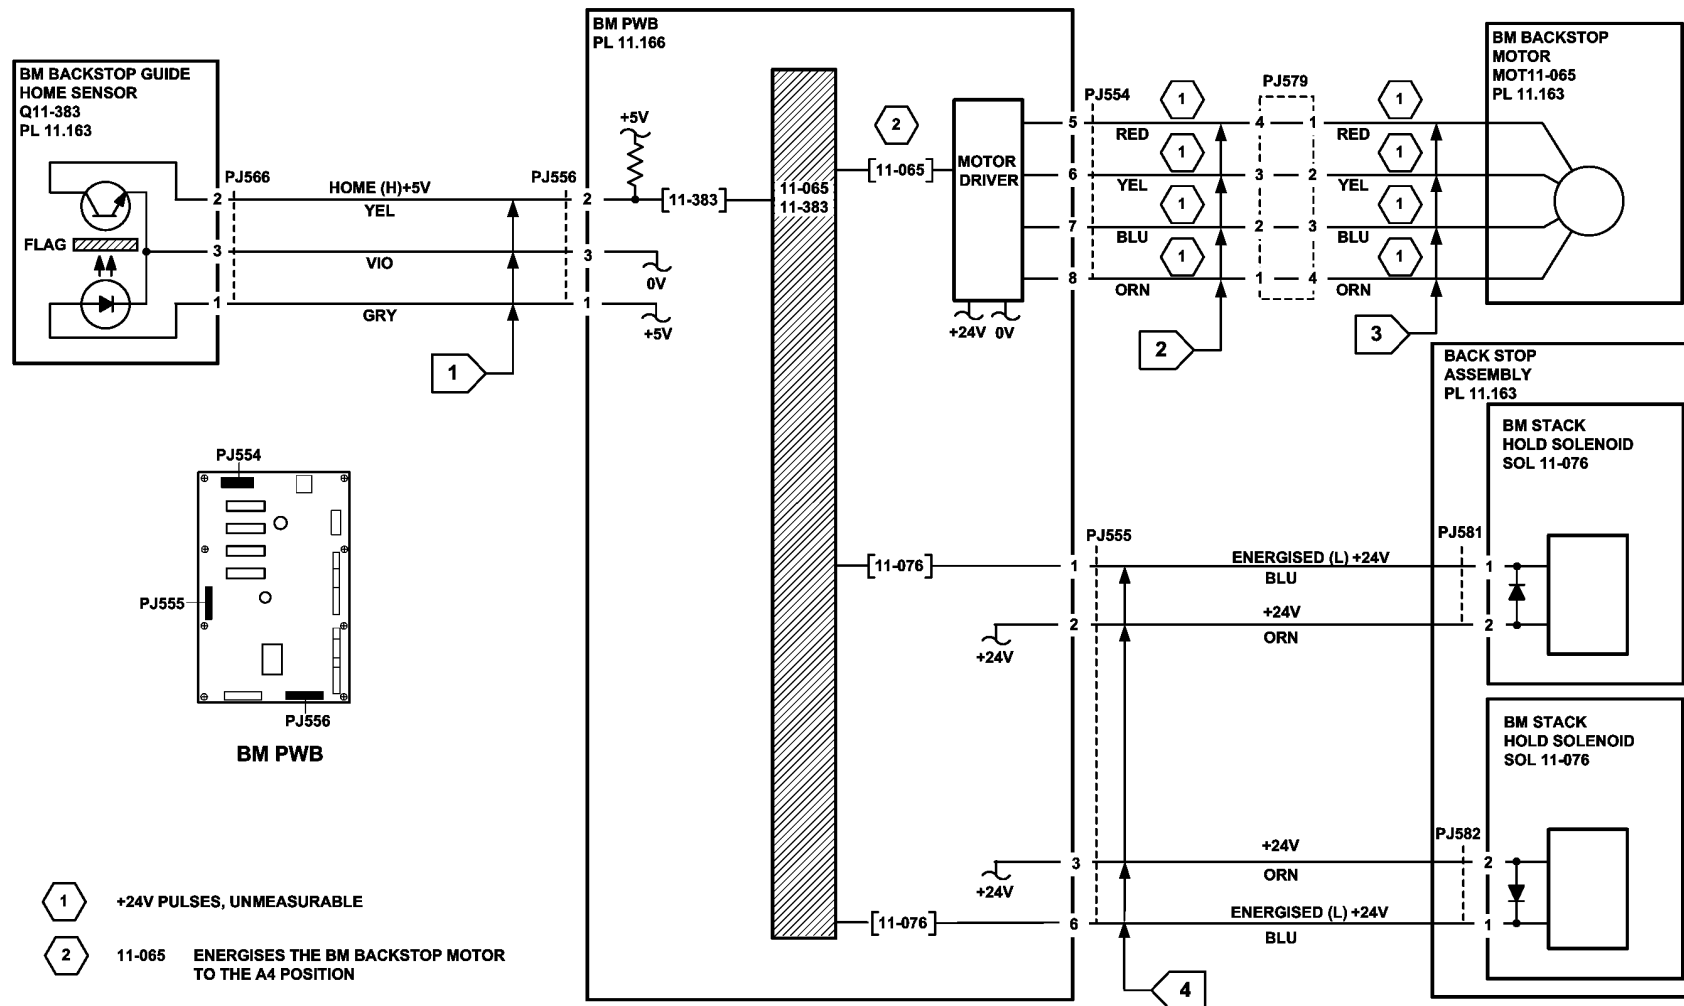 BM PWB
PL 11.166
BM BACKSTOP GUIDE
HOME SENSOR
Q11-383
PL 11.163
FLAG
PJ566
2
3
1
HOME (H)+5V
YEL
VIO
GRY
1
PJ556
2
3
1
+5V
0V
+5V
[11-383]
11-065
11-383
2
[11-065]
MOTOR
DRIVER
+24V 0V
5
6
7
8
PJ554
1
RED
1
YEL
1
BLU
1
ORN
2
PJ579
4 1
3 2
2 3
1 4
1
RED
1
YEL
1
BLU
1
ORN
3
BM BACKSTOP
MOTOR
MOT11-065
PL 11.163
BACK STOP
ASSEMBLY
PL 11.163
BM STACK
HOLD SOLENOID
SOL 11-076
[11-076]
1
PJ555
ENERGISED (L) +24V
BLU
PJ581
1
+24V
2
+24V
ORN
2
BM STACK
HOLD SOLENOID
SOL 11-076
+24V
3
+24V
ORN
PJ582
2
[11-076]
6
ENERGISED (L) +24V
BLU
1
4
PJ554
PJ555
PJ556
BM PWB
1 +24V PULSES, UNMEASURABLE
2 11-065 ENERGISES THE BM BACKSTOP MOTOR
TO THE A4 POSITION